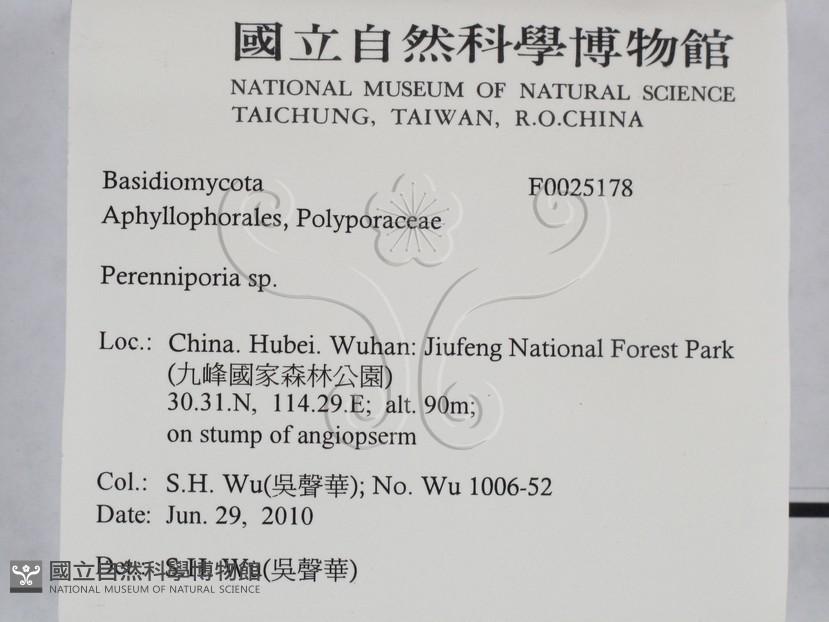 國立自然科學博物館
NATIONAL MUSEUM OF NATURAL SCIENCE
TAICHUNG, TAIWAN, R.O.CHINA
Basidiomycota F0025178
Aphyllophorales, Polyporaceae
Perenniporia sp.
Loc.: China. Hubei. Wuhan: Jiufeng National Forest Park
(九峰國家森林公園)
30.31.N, 114.29.E; alt. 90m;
on stump of angiopserm
Col.: S.H. Wu(吳聲華); No. Wu 1006-52
Date: Jun. 29, 2010
Det.: S.H. Wu(吳聲華)
國立自然科學博物館
NATIONAL MUSEUM OF NATURAL SCIENCE